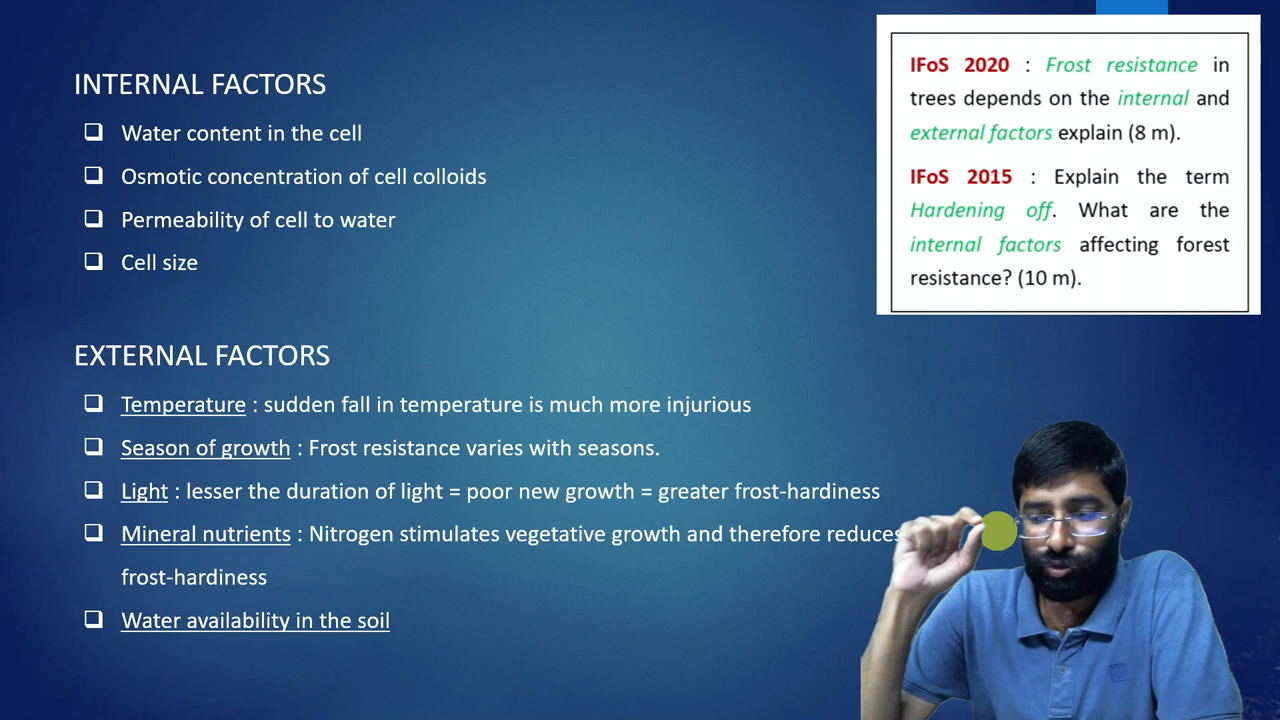 INTERNAL FACTORS
❑ Water content in the cell
❑ Osmotic concentration of cell colloids
❑ Permeability of cell to water
❑ Cell size
EXTERNAL FACTORS
❑ Temperature : sudden fall in temperature is much more injurious
❑ Season of growth : Frost resistance varies with seasons.
❑ Light : lesser the duration of light = poor new growth = greater frost-hardiness
❑ Mineral nutrients : Nitrogen stimulates vegetative growth and therefore reduces
frost-hardiness
❑ Water availability in the soil
IFoS 2020 : Frost resistance in
trees depends on the internal and
external factors explain (8 m).
IFoS 2015 : Explain the term
Hardening off. What are the
internal factors affecting forest
resistance? (10 m).